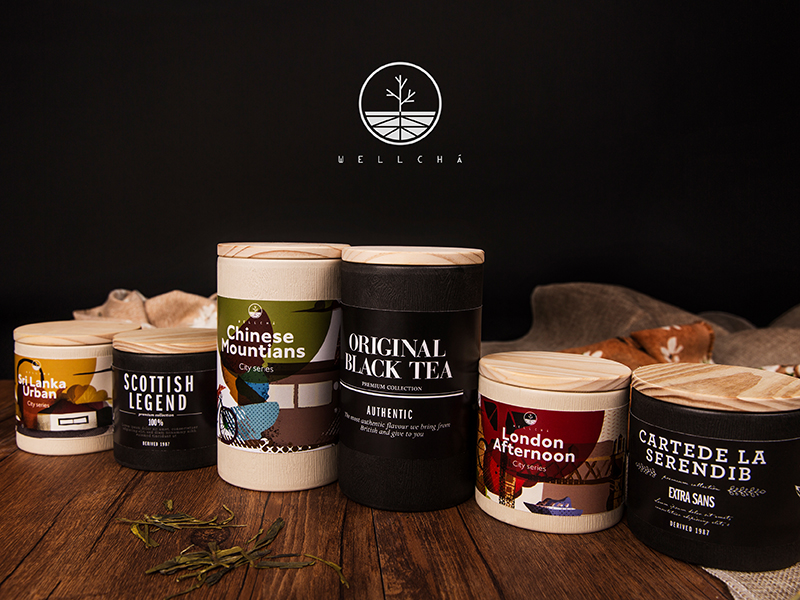 WELLCHá
Sri Lanka
Urban
City series
SCOTTISH
LEGEND
premium collection
100%
DERIVED 1987
WELLCHá
Chinese
Mountians
City series
ORIGINAL
BLACK TEA
PREMIUM COLLECTION
AUTHENTIC
The most authentic flavour we bring from
British and give to you
WELLCHá
London
Afternoon
City series
CARTEDE LA
SERENDIB
premium collection
EXTRA SANS
DERIVED 1987